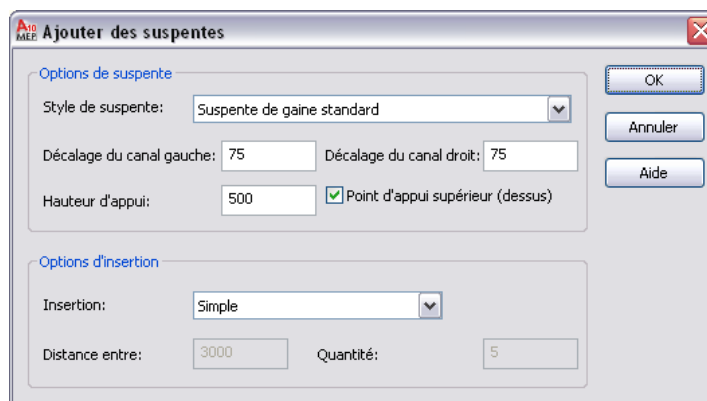 A10 MEP Ajouter des suspentes
Options de suspente
OK
Style de suspente: Suspente de gaine standard
Annuler
Décalage du canal gauche: 75 Décalage du canal droit: 75
Aide
Hauteur d'appui: 500 Point d'appui supérieur (dessus)
Options d'insertion
Insertion: Simple
Distance entre: 3000 Quantité: 5